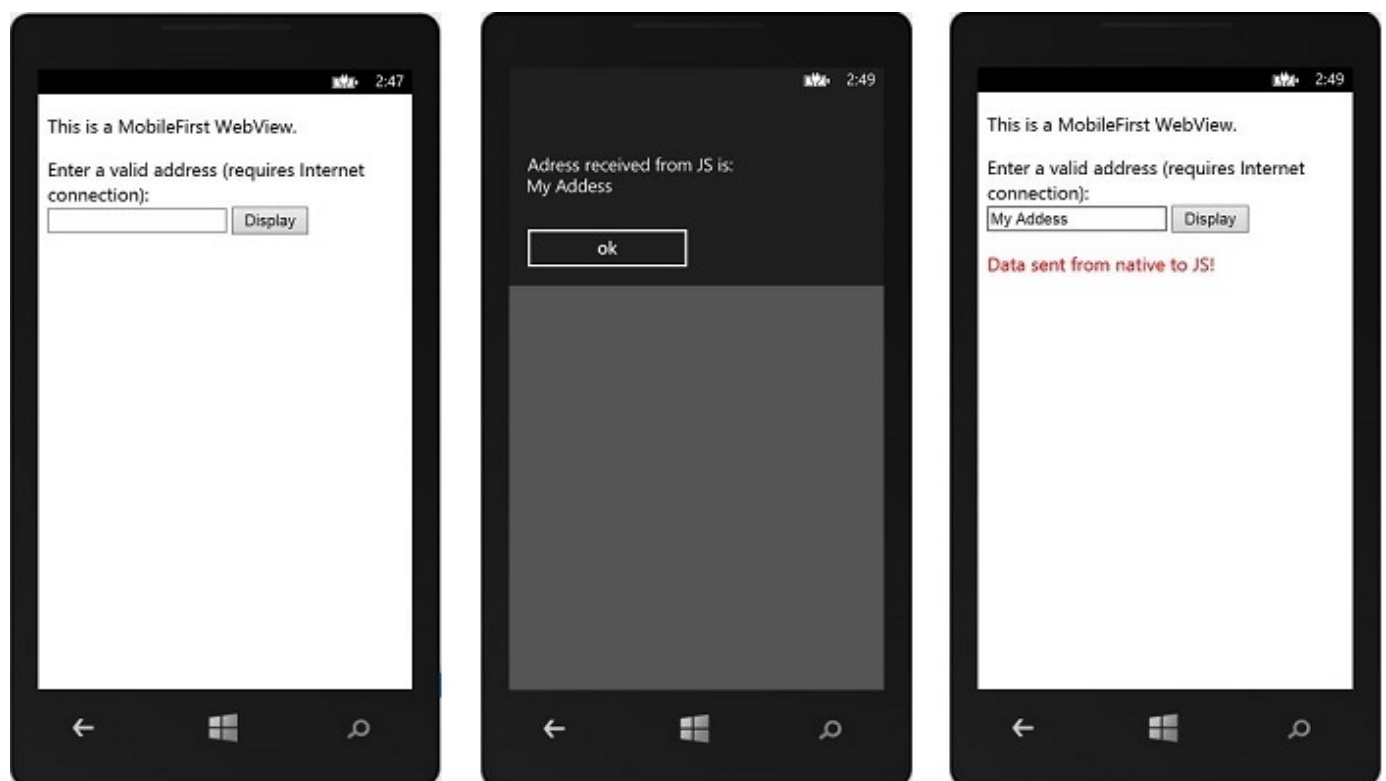 2:47
This is a MobileFirst WebView.
Enter a valid address (requires Internet
connection):
Display
2:49
Adress received from JS is:
My Addess
ok
2:49
This is a MobileFirst WebView.
Enter a valid address (requires Internet
connection):
My Addess Display
Data sent from native to JS!